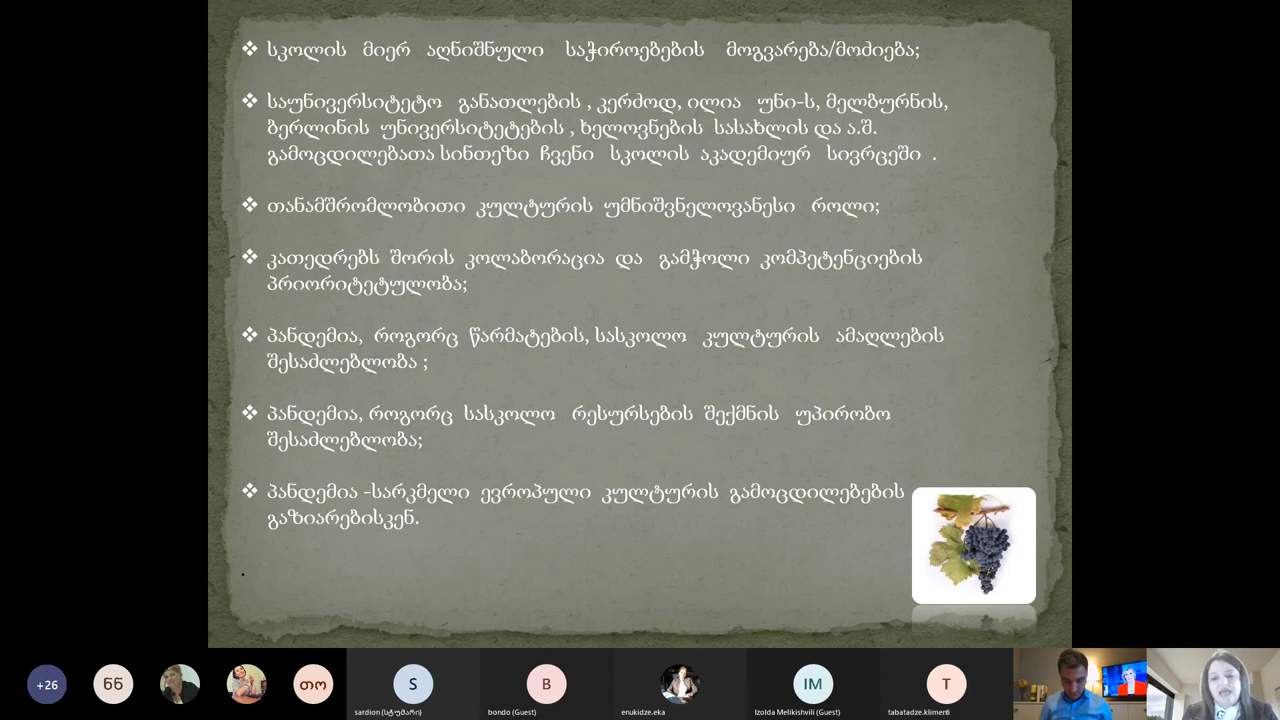 ❖ სკოლის მიერ აღნიშნული საჭიროებების მოგვარება/მოძიება;
❖ საუნივერსიტეტო განათლების , კერძოდ, ილია უნი-ს, მელბურნის,
ბერლინის უნივერსიტეტების , ხელოვნების სასახლის და ა.შ.
გამოცდილებათა სინთეზი ჩვენი სკოლის აკადემიურ სივრცეში .
❖ თანამშრომლობითი კულტურის უმნიშვნელოვანესი როლი;
❖ კათედრებს შორის კოლაბორაცია და გამჭოლი კომპეტენციების
პრიორიტეტულობა;
❖ პანდემია, როგორც წარმატების, სასკოლო კულტურის ამაღლების
შესაძლებლობა ;
❖ პანდემია, როგორც სასკოლო რესურსების შექმნის უპირობო
შესაძლებლობა;
❖ პანდემია -სარკმელი ევროპული კულტურის გამოცდილებების
გაზიარებისკენ.
.
+26
ნნ
თო
S
B
IM
T
sardion (სტუმარი)
bondo (Guest)
enukidze.eka
Izolda Melikishvili (Guest)
tabatadze.klimenti